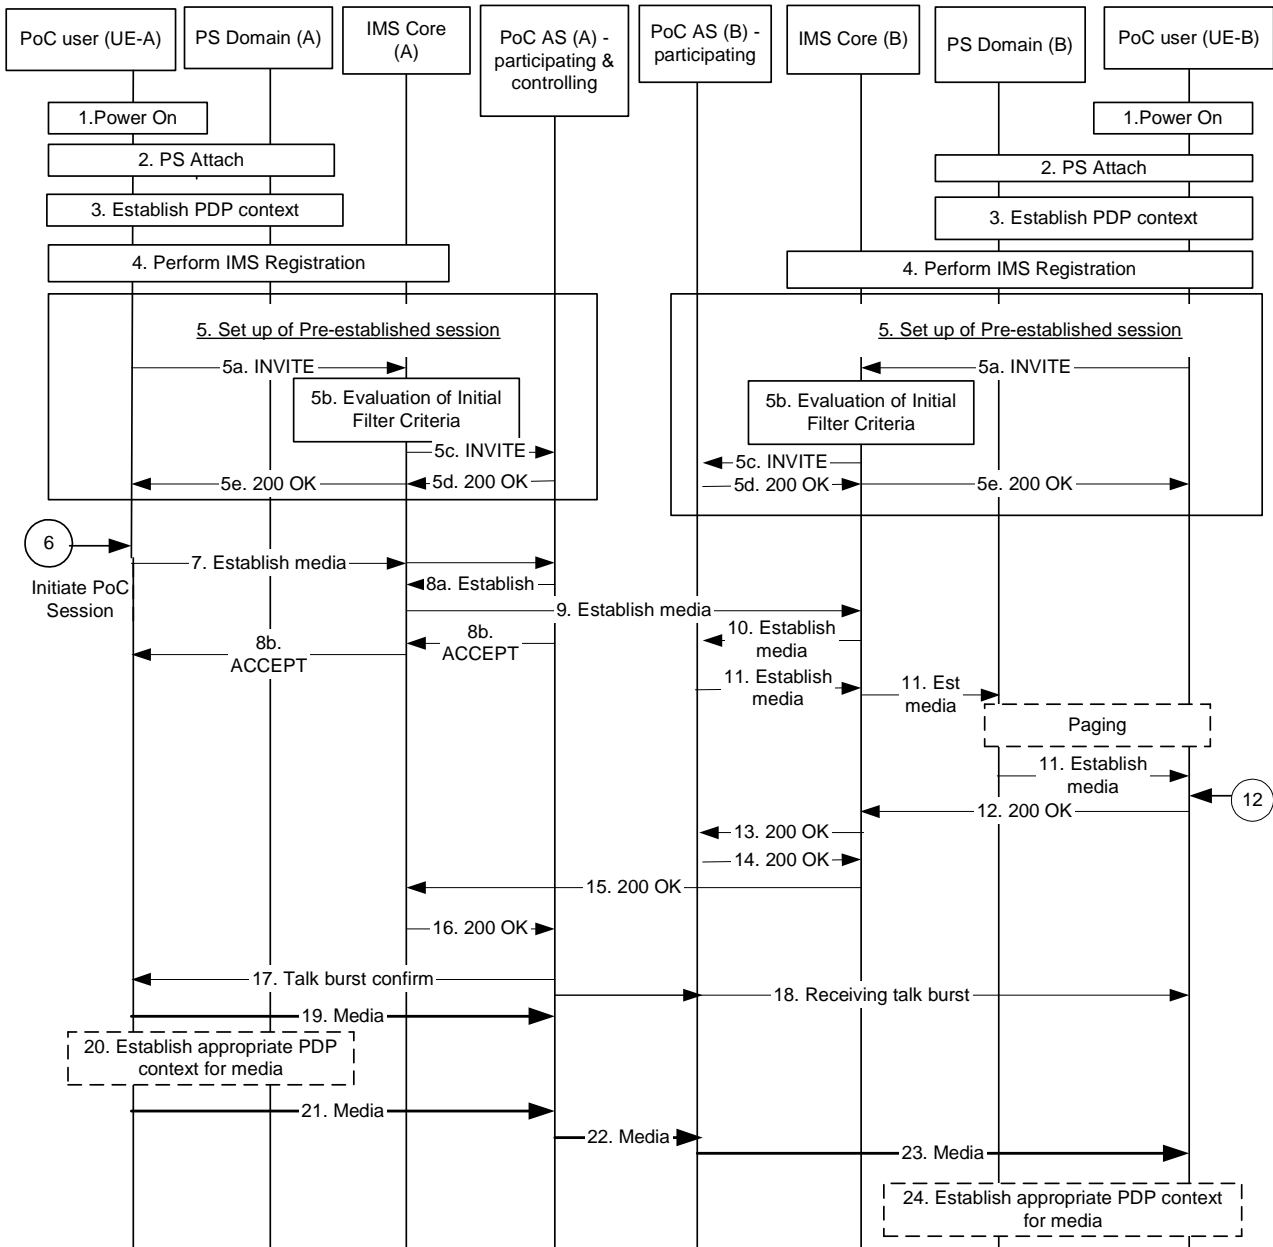 PoC user (UE-A)
PS Domain (A)
IMS Core
(A)
PoC AS (A) -
participating &
controlling
PoC AS (B) -
participating
IMS Core (B)
PS Domain (B)
PoC user (UE-B)
1.Power On
1.Power On
2. PS Attach
2. PS Attach
3. Establish PDP context
3. Establish PDP context
4. Perform IMS Registration
4. Perform IMS Registration
5. Set up of Pre-established session
5. Set up of Pre-established session
5a. INVITE
5a. INVITE
5b. Evaluation of Initial
Filter Criteria
5b. Evaluation of Initial
Filter Criteria
5c. INVITE
5c. INVITE
5e. 200 OK
5d. 200 OK
5d. 200 OK
5e. 200 OK
6
Initiate PoC
Session
7. Establish media
8a. Establish
9. Establish media
10. Establish
media
8b.
ACCEPT
8b.
ACCEPT
11. Establish
media
11. Est
media
Paging
11. Establish
media
12
12. 200 OK
13. 200 OK
14. 200 OK
15. 200 OK
16. 200 OK
17. Talk burst confirm
18. Receiving talk burst
19. Media
20. Establish appropriate PDP
context for media
21. Media
22. Media
23. Media
24. Establish appropriate PDP context
for media